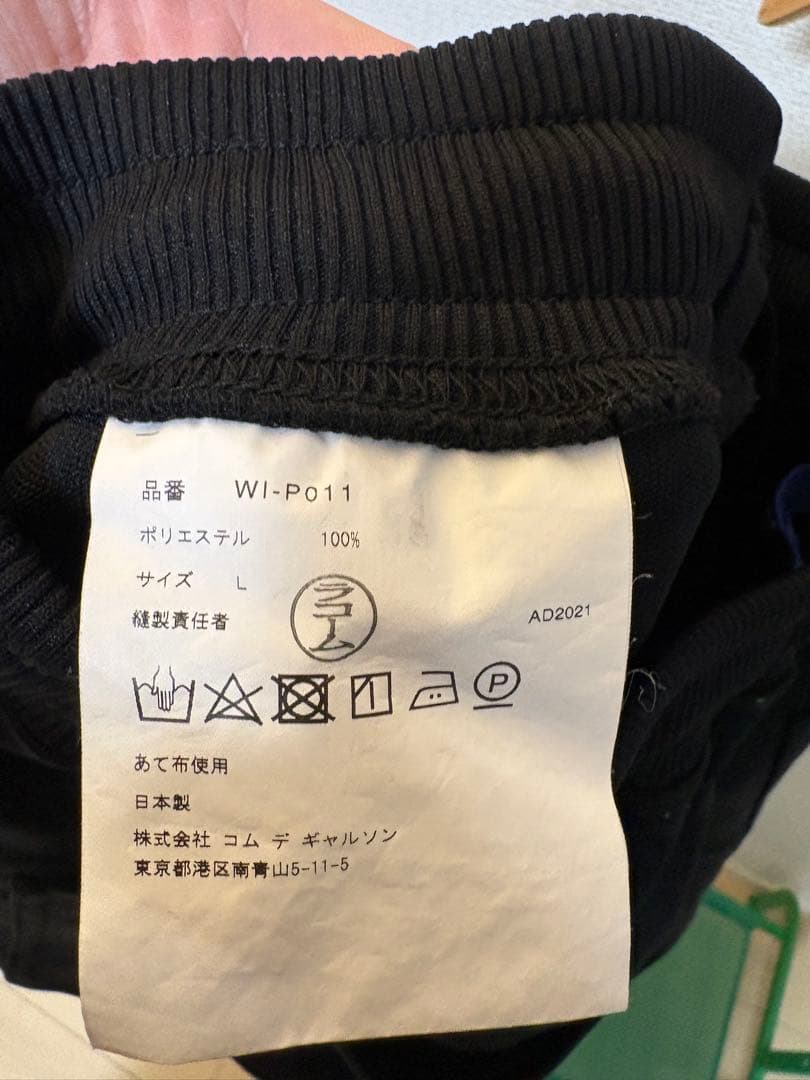 品番 WI-P011
ポリエステル 100%
サイズ L
縫製責任者 ラコーム AD2021
P
あて布使用
日本製
株式会社 コム デ ギャルソン
東京都港区南青山5-11-5